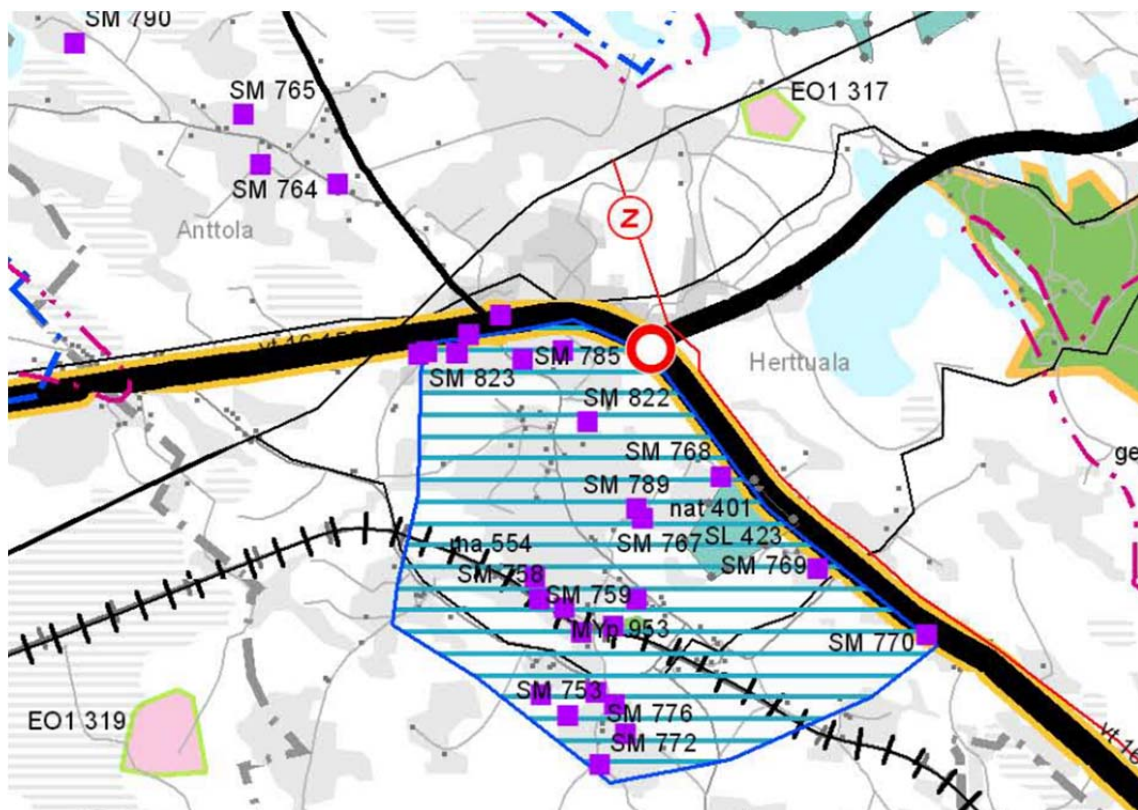 SM 790
SM 765
EO1 317
SM 764
Anttola
Z
SM 785
Herttuala
SM 823
SM 822
SM 768
ge
SM 789
nat 401
SM 767
SL 423
ma 554
SM 769
SM 758
SM 759
MYp 953
SM 770
SM 753
SM 776
EO1 319
SM 772